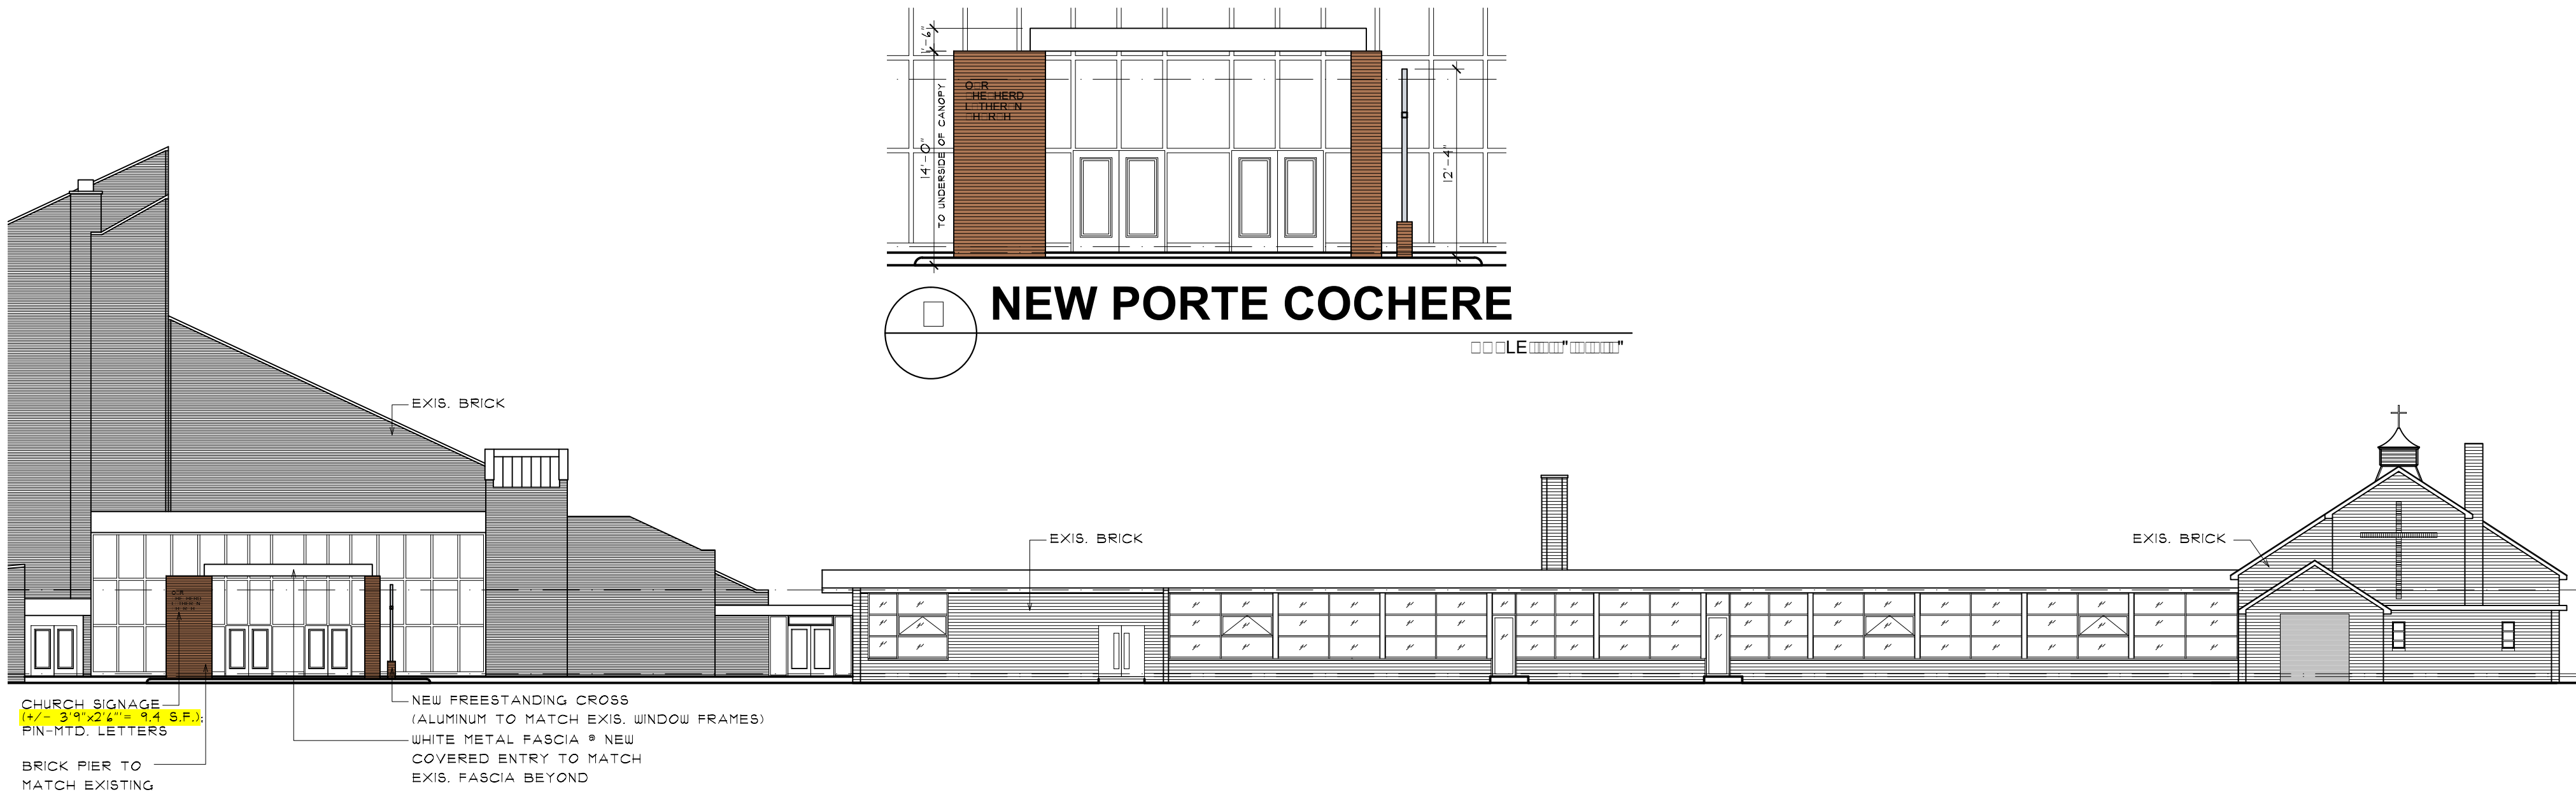 1'-6"
14'-0"
TO UNDERSIDE OF CANOPY
12'-4"
NEW PORTE COCHERE
EXIS. BRICK
EXIS. BRICK
EXIS. BRICK
CHURCH SIGNAGE
(+/- 3'9"x2'6"'= 9.4 S.F.);
PIN-MTD. LETTERS
BRICK PIER TO
MATCH EXISTING
NEW FREESTANDING CROSS
(ALUMINUM TO MATCH EXIS. WINDOW FRAMES)
WHITE METAL FASCIA @ NEW
COVERED ENTRY TO MATCH
EXIS. FASCIA BEYOND